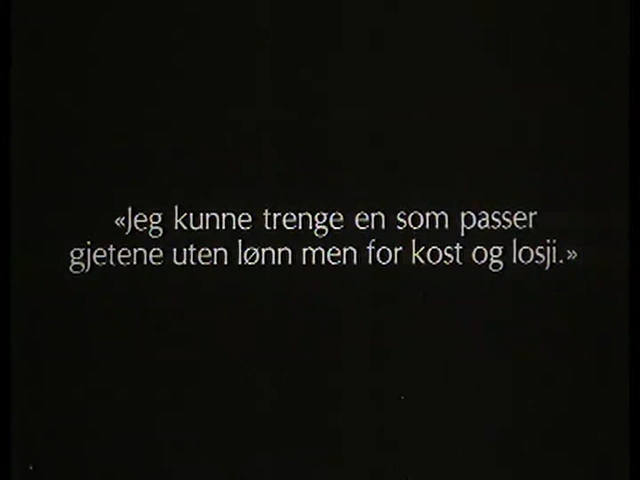 «Jeg kunne trenge en som passer
gjetene uten lønn men for kost og losji.»